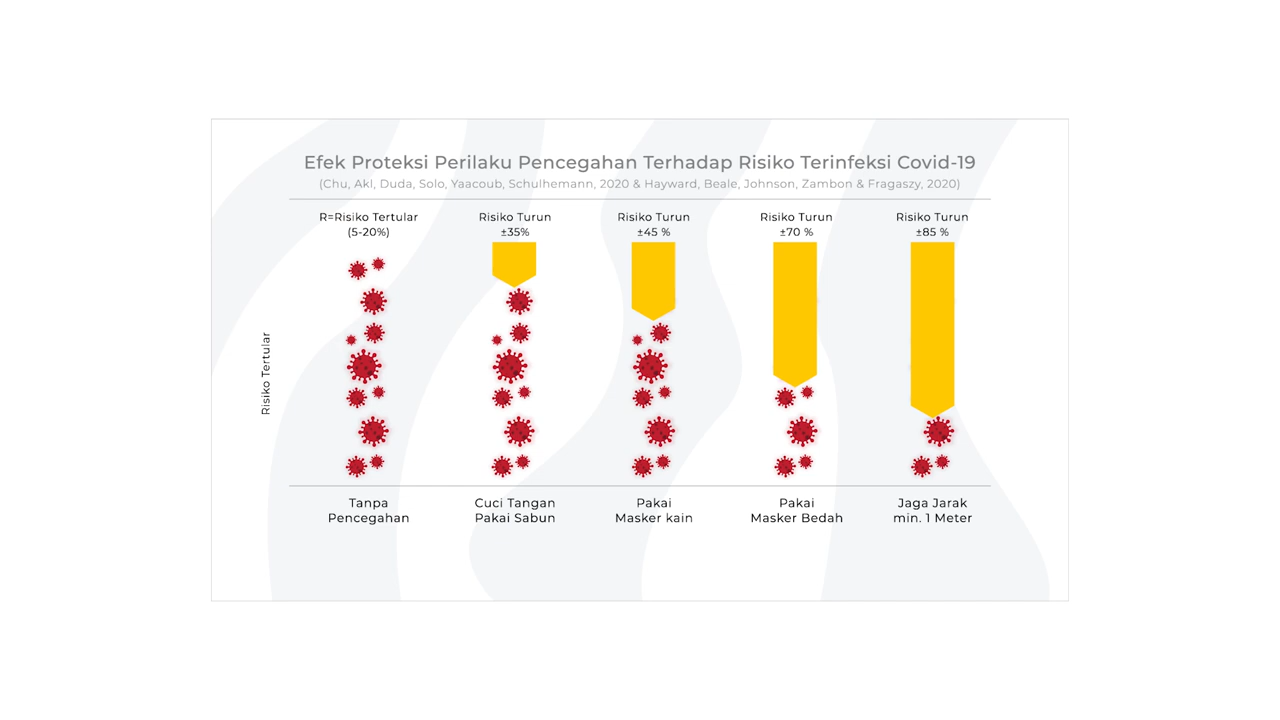 Efek Proteksi Perilaku Pencegahan Terhadap Risiko Terinfeksi Covid-19
(Chu, Akl, Duda, Solo, Yaacoub, Schulhemann, 2020 & Hayward, Beale, Johnson, Zambon & Fragaszy, 2020)
R=Risiko Tertular
(5-20%)
Risiko Turun
±35%
Risiko Turun
±45 %
Risiko Turun
±70 %
Risiko Turun
±85 %
Risiko Tertular
Tanpa
Pencegahan
Cuci Tangan
Pakai Sabun
Pakai
Masker kain
Pakai
Masker Bedah
Jaga Jarak
min. 1 Meter